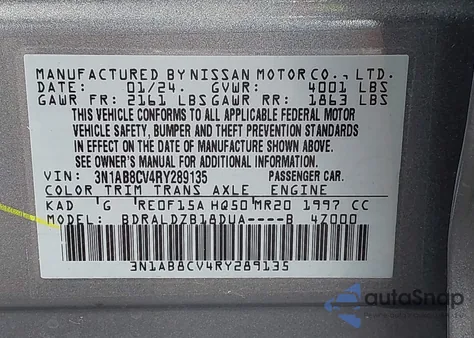 MANUFACTURED BY NISSAN MOTOR CO., LTD.
DATE: 01/24. GVWR: 4001 LBS
GAWR FR: 2161 LBS GAWR RR: 1863 LBS
THIS VEHICLE CONFORMS TO ALL APPLICABLE FEDERAL MOTOR
VEHICLE SAFETY, BUMPER AND THEFT PREVENTION STANDARDS
IN EFFECT ON THE DATE OF MANUFACTURE SHOWN ABOVE.
SEE OWNER'S MANUAL FOR ADDITIONAL INFORMATION.
VIN: 3N1AB8CV4RY289135 PASSENGER CAR.
COLOR TRIM TRANS AXLE ENGINE
KAD G RE0F15A HQ50 MR20 1997 CC
MODEL: BDRALDZB18DUA----B 47000
3N1AB8CV4RY289135
autoSnap